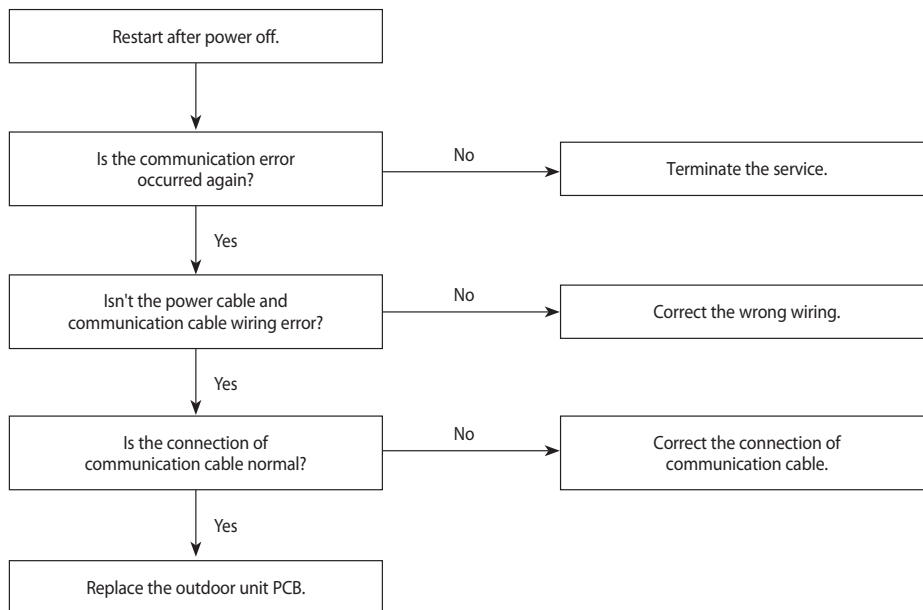 Restart after power off.
Is the communication error
occurred again?
No
Terminate the service.
Yes
Isn't the power cable and
communication cable wiring error?
No
Correct the wrong wiring.
Yes
Is the connection of
communication cable normal?
No
Correct the connection of
communication cable.
Yes
Replace the outdoor unit PCB.